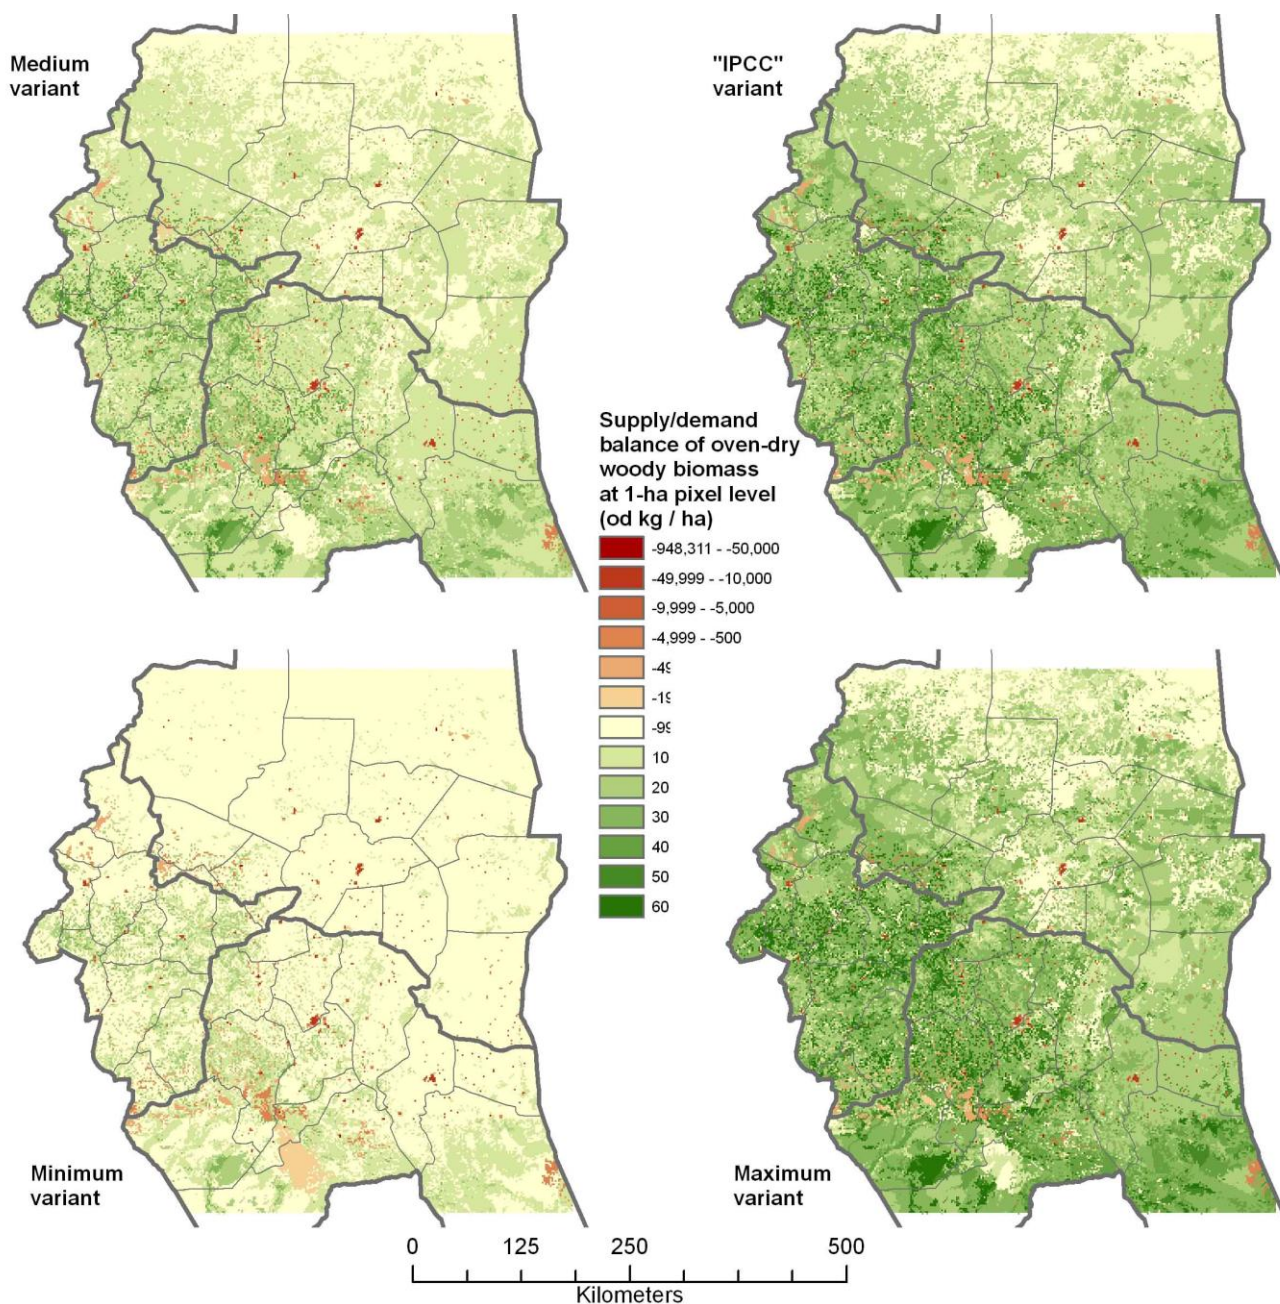 Medium
variant
"IPCC"
variant
Supply/demand
balance of oven-dry
woody biomass
at 1-ha pixel level
(od kg / ha)
-948,311 - -50,000
-49,999 - -10,000
-9,999 - -5,000
-4,999 - -500
10
20
30
40
50
60
Minimum
variant
Maximum
variant
0 125 250 500
Kilometers